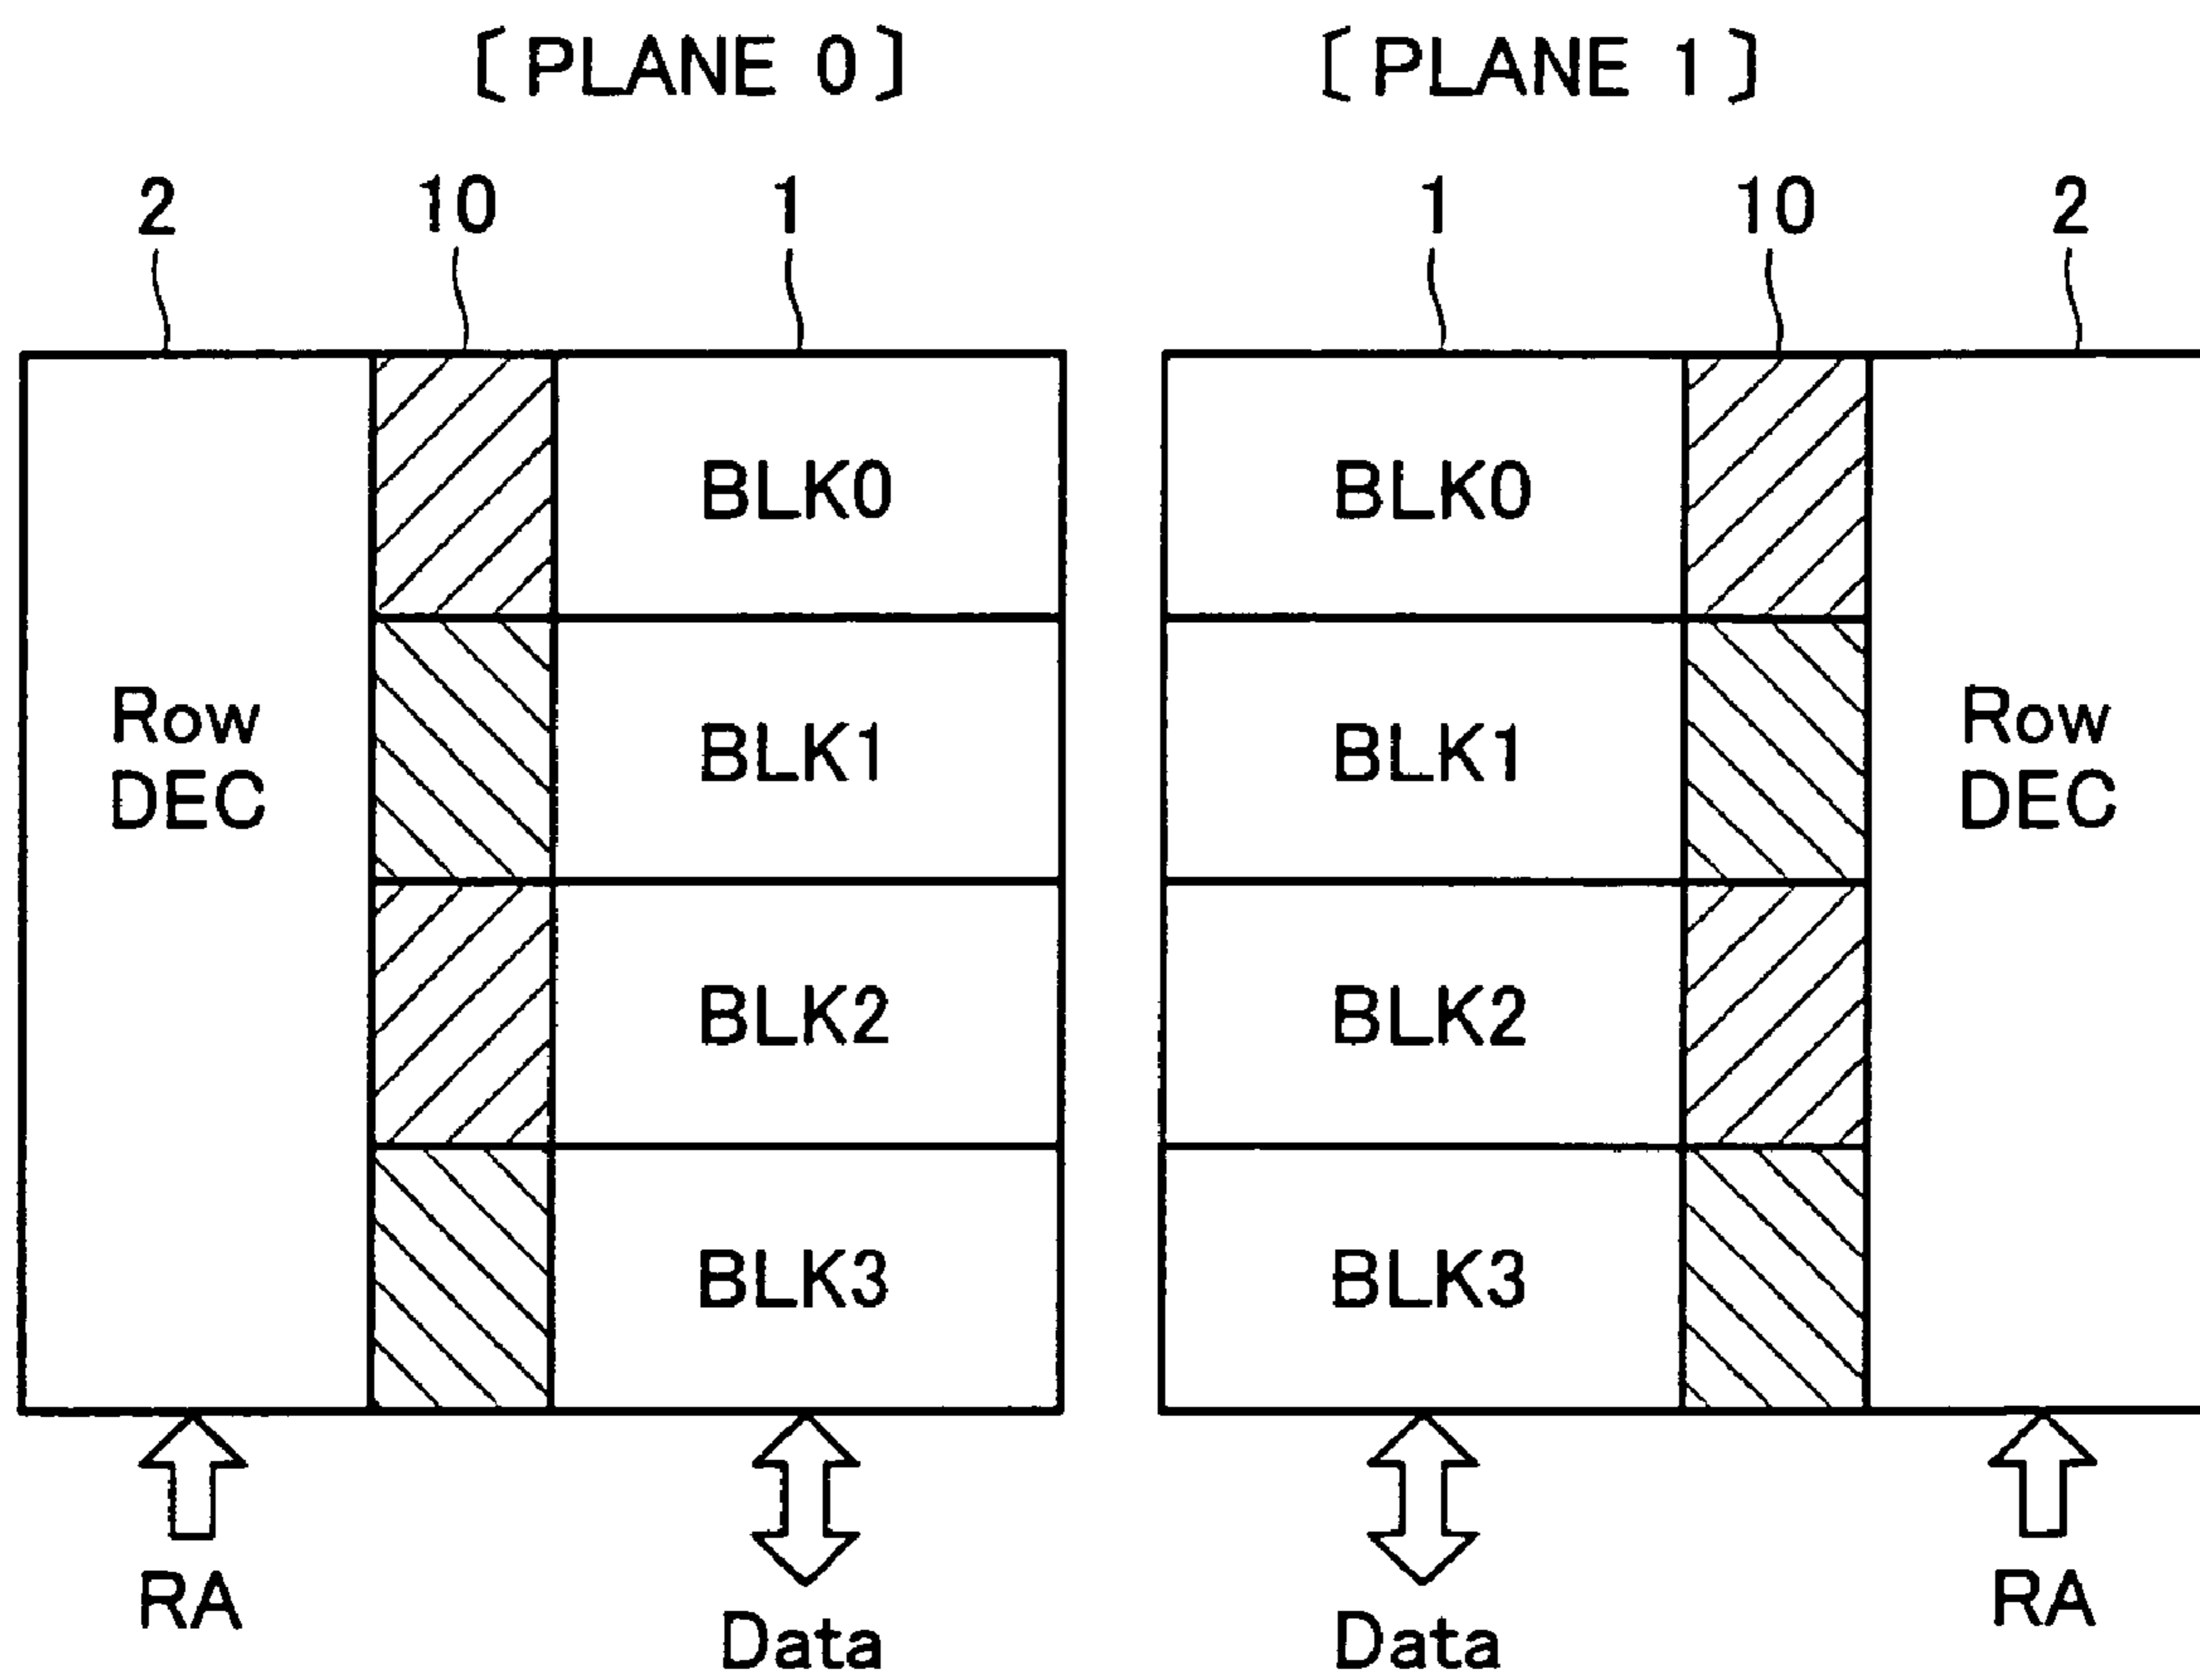 〔PLANE 0〕 〔PLANE 1〕
2 10 1 1 10 2
BLK0 BLK0
Row Row
BLK1 BLK1
DEC DEC
BLK2 BLK2
BLK3 BLK3
RA RA
Data Data